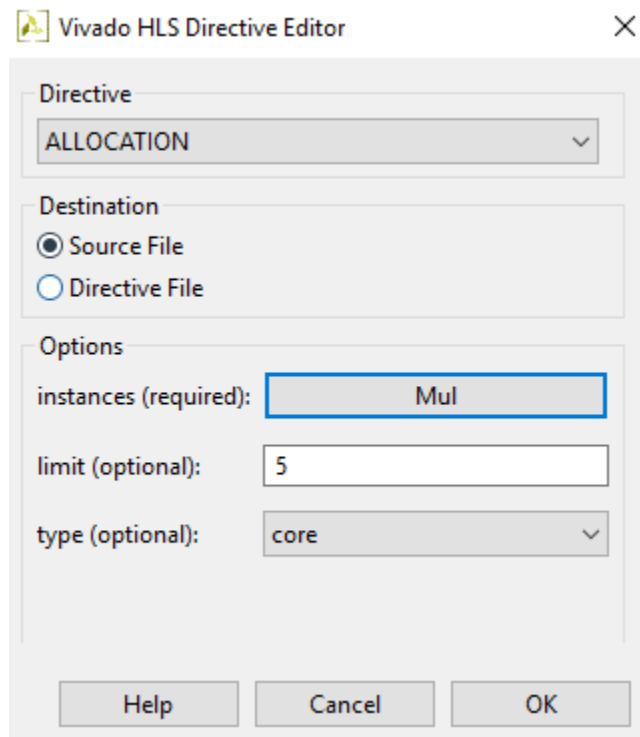 Vivado HLS Directive Editor
Directive
ALLOCATION
Destination
Source File
Directive File
Options
instances (required): Mul
limit (optional): 5
type (optional): core
Help Cancel OK